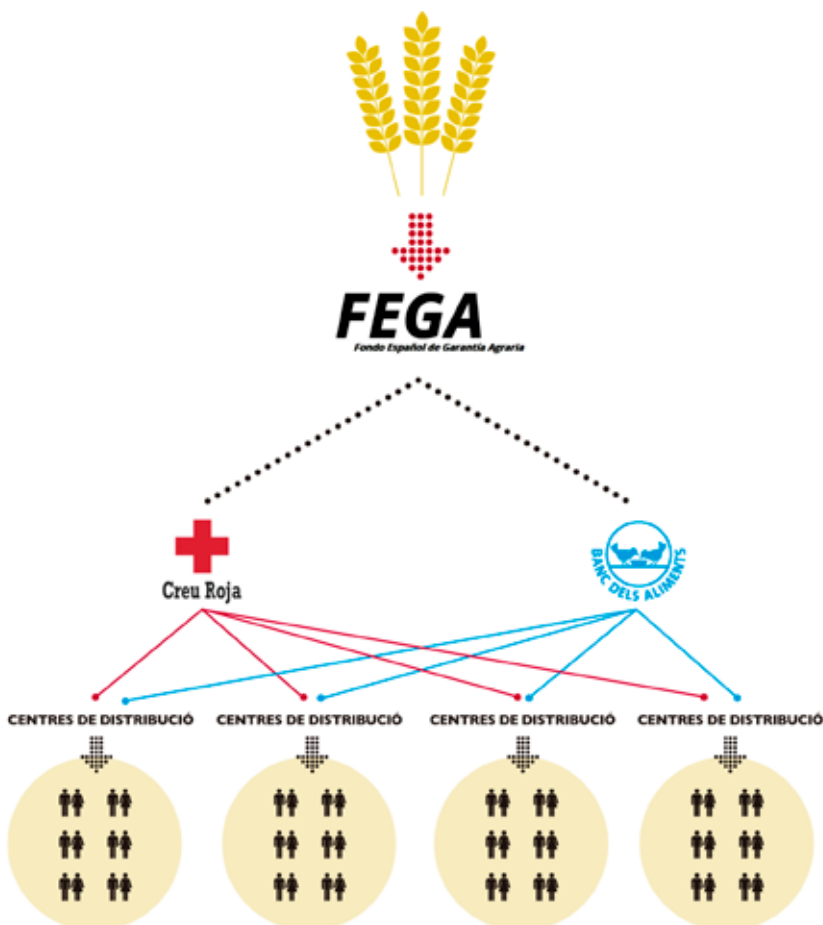 FEGA
Fondo Español de Garantía Agraria
Creu Roja
BANC DELS ALIMENTS
CENTRES DE DISTRIBUCIÓ
CENTRES DE DISTRIBUCIÓ
CENTRES DE DISTRIBUCIÓ
CENTRES DE DISTRIBUCIÓ